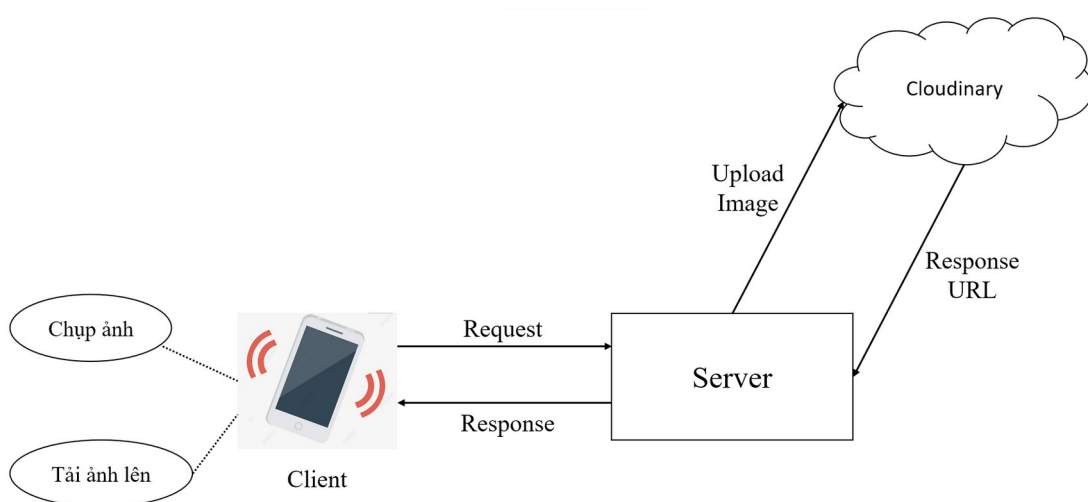 Cloudinary
Upload
Image
Response
URL
Chụp ảnh
Request
Server
Response
Tải ảnh lên
Client